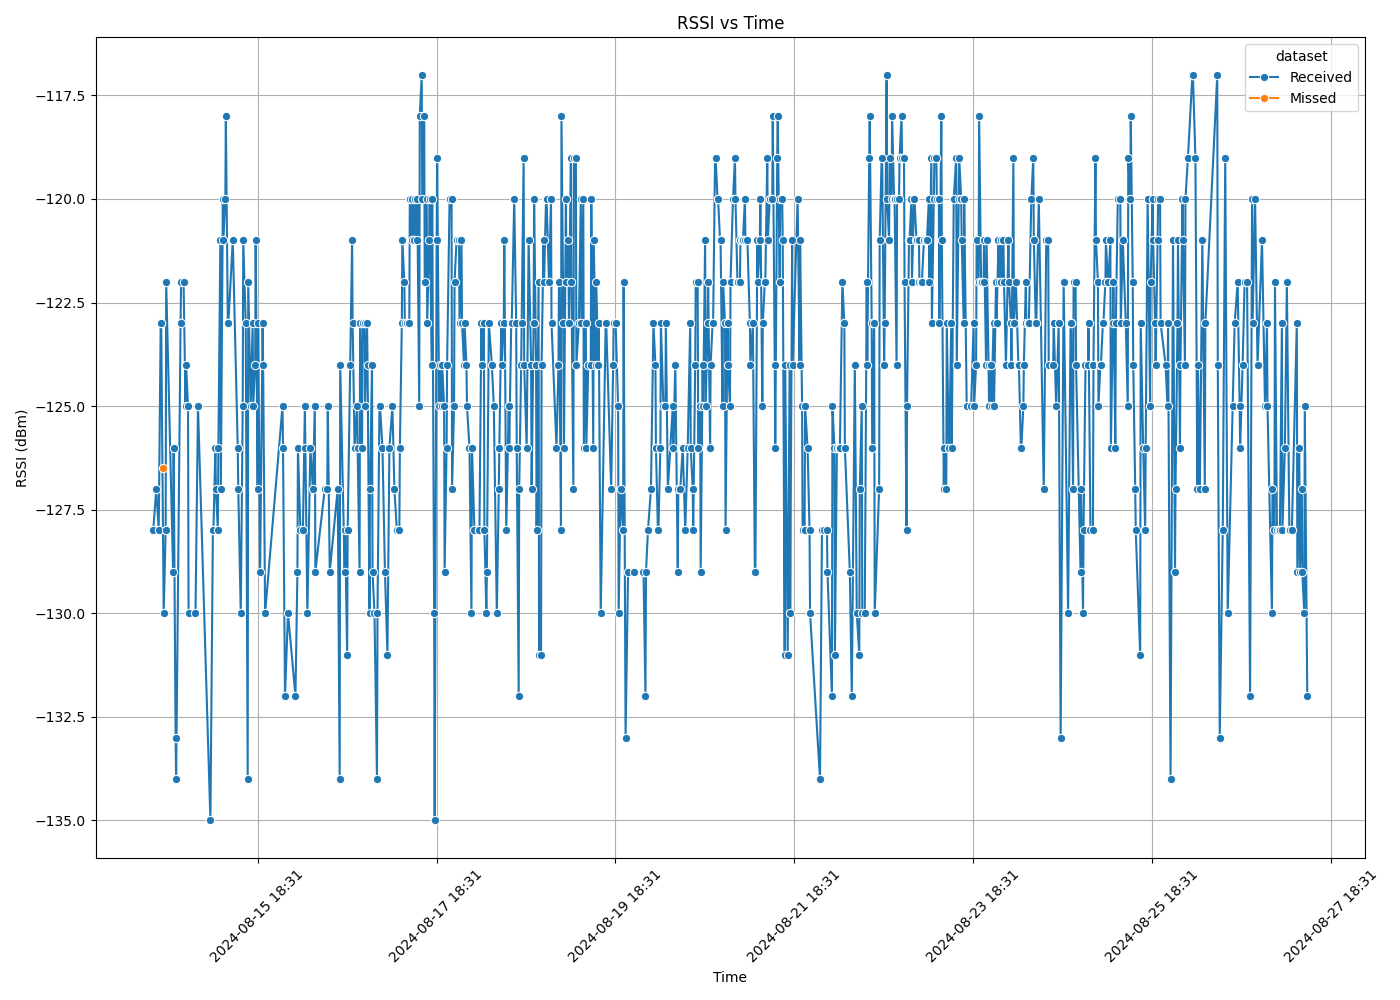 RSSI vs Time
dataset
Received
Missed
−117.5
−120.0
−122.5
−125.0
−127.5
−130.0
−132.5
−135.0
RSSI (dBm)
2024-08-15 18:31
2024-08-17 18:31
2024-08-19 18:31
2024-08-21 18:31
2024-08-23 18:31
2024-08-25 18:31
2024-08-27 18:31
Time